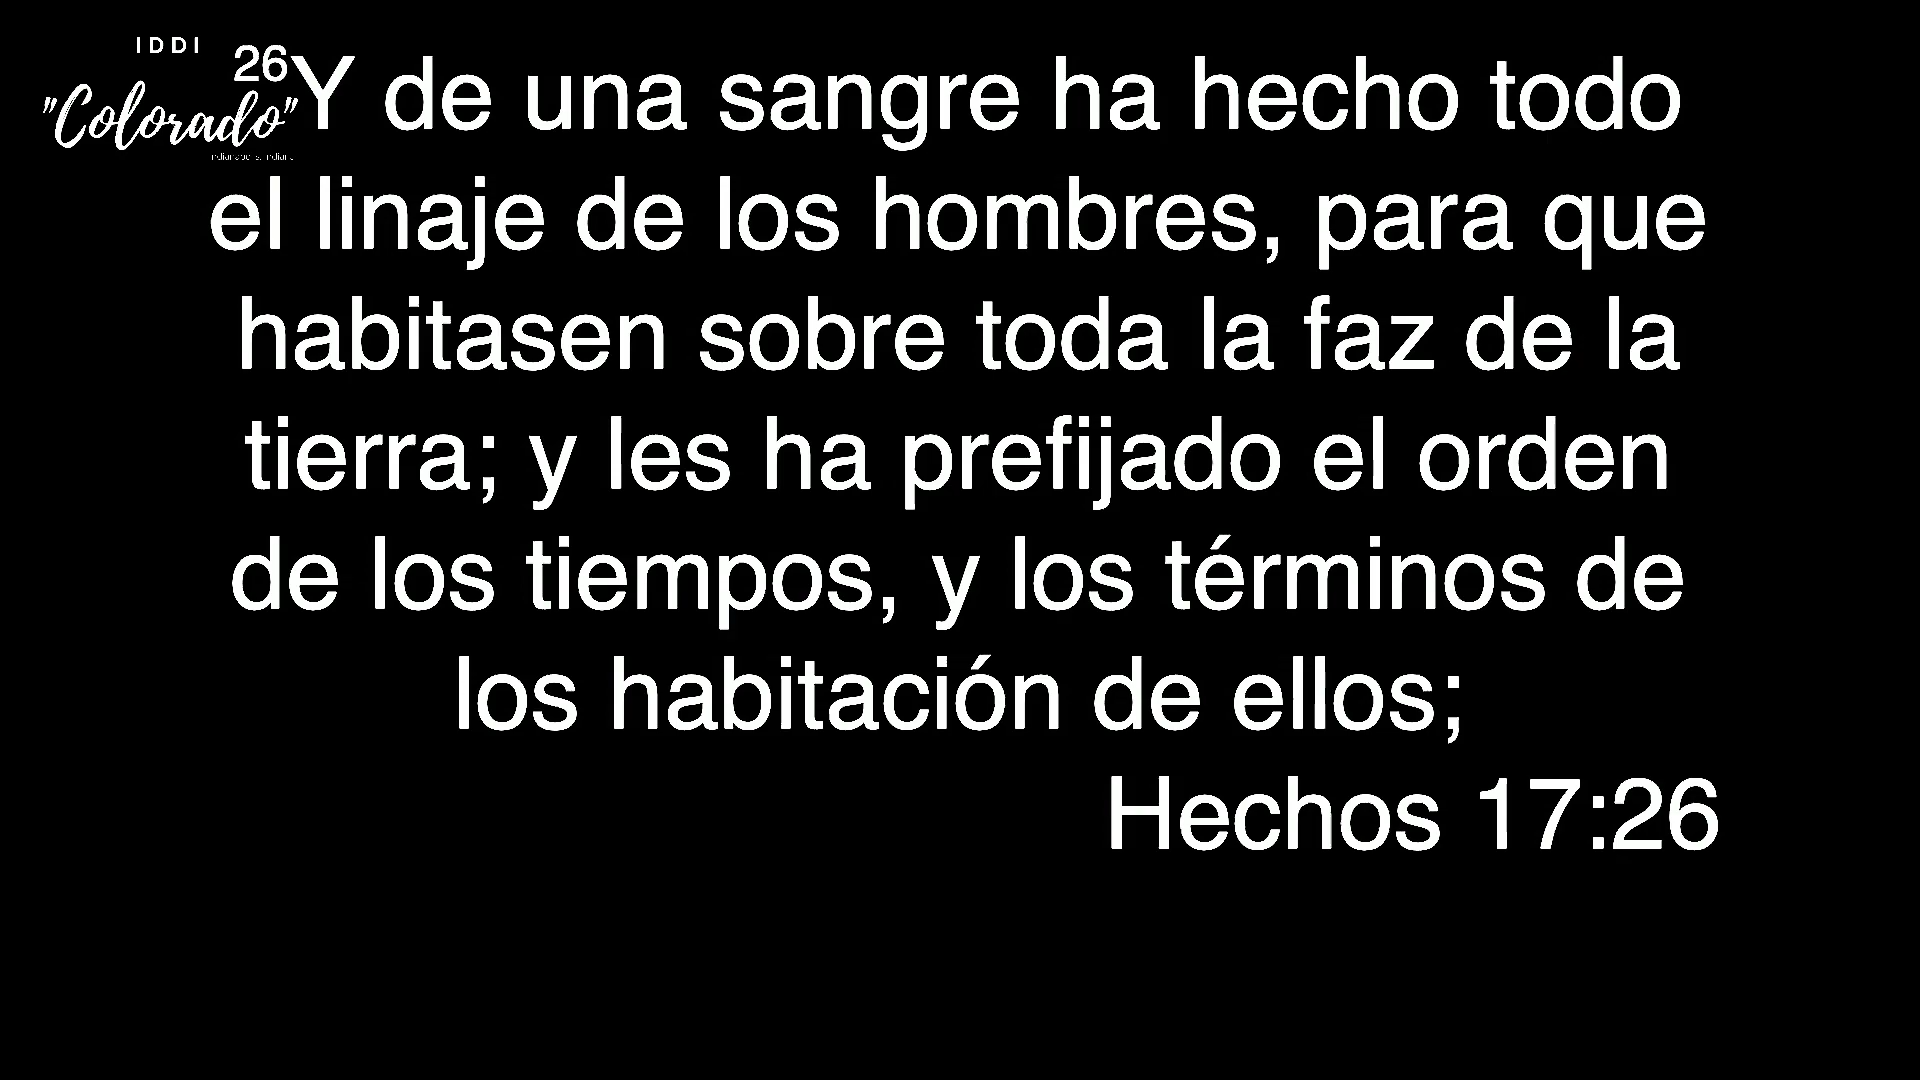 IDDI
"Colorado"
26Y de una sangre ha hecho todo
el linaje de los hombres, para que
habitasen sobre toda la faz de la
tierra; y les ha prefijado el orden
de los tiempos, y los términos de
los habitación de ellos;
Hechos 17:26